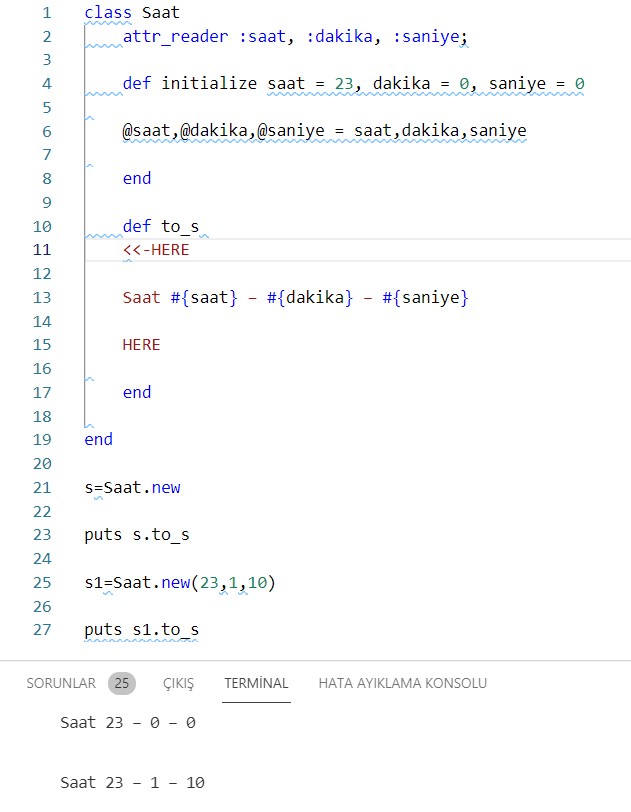 1 class Saat
2 attr_reader :saat, :dakika, :saniye;
3
4 def initialize saat = 23, dakika = 0, saniye = 0
5
6 @saat,@dakika,@saniye = saat,dakika,saniye
7
8 end
9
10 def to_s
11 <<-HERE
12
13 Saat #{saat} – #{dakika} – #{saniye}
14
15 HERE
16
17 end
18
19 end
20
21 s=Saat.new
22
23 puts s.to_s
24
25 s1=Saat.new(23,1,10)
26
27 puts s1.to_s
SORUNLAR 25 ÇIKIŞ TERMİNAL HATA AYIKLAMA KONSOLU
Saat 23 – 0 – 0
Saat 23 – 1 – 10